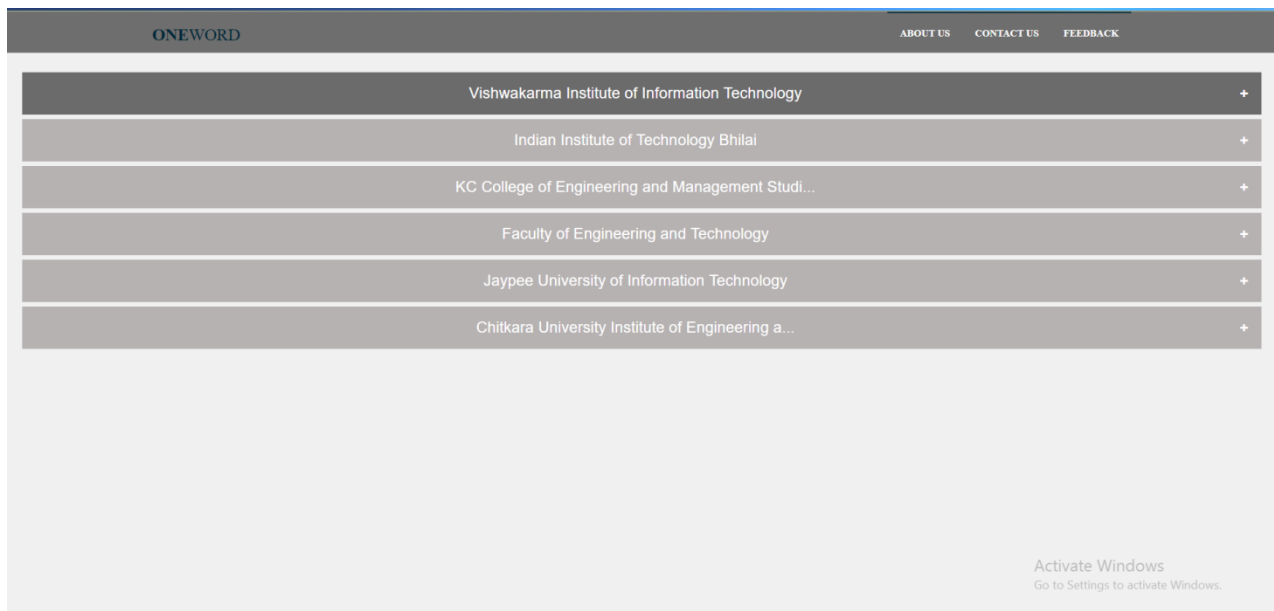 ONEWORD
ABOUT US CONTACT US FEEDBACK
Vishwakarma Institute of Information Technology +
Indian Institute of Technology Bhilai +
KC College of Engineering and Management Studi... +
Faculty of Engineering and Technology +
Jaypee University of Information Technology +
Chitkara University Institute of Engineering a... +
Activate Windows
Go to Settings to activate Windows.